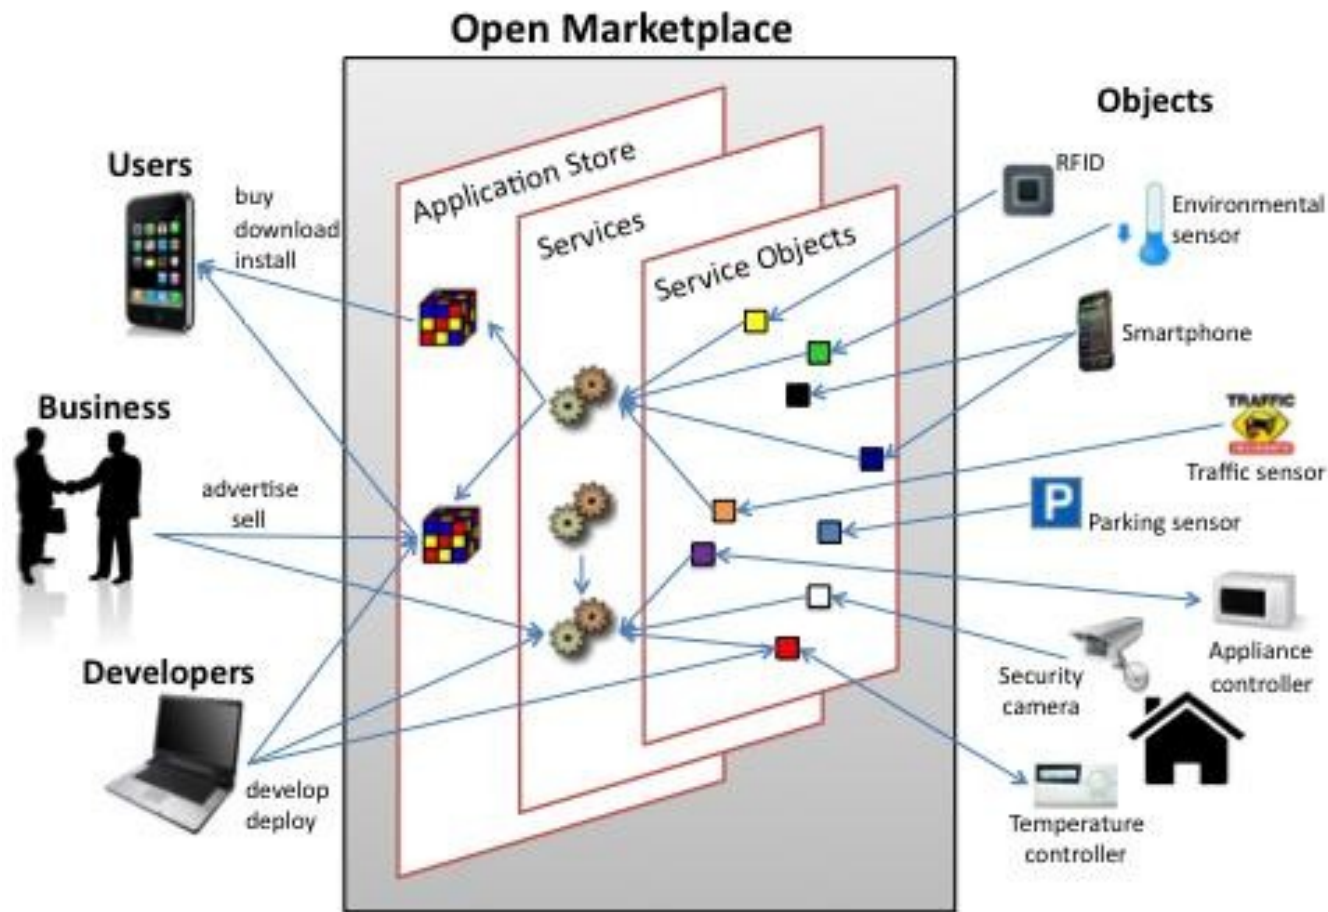 Open Marketplace
Objects
Users
buy
download
install
Application Store
Services
Service Objects
RFID
Environmental
sensor
Smartphone
Business
advertise
sell
TRAFFIC
Traffic sensor
P
Parking sensor
Developers
develop
deploy
Security
camera
Appliance
controller
Temperature
controller